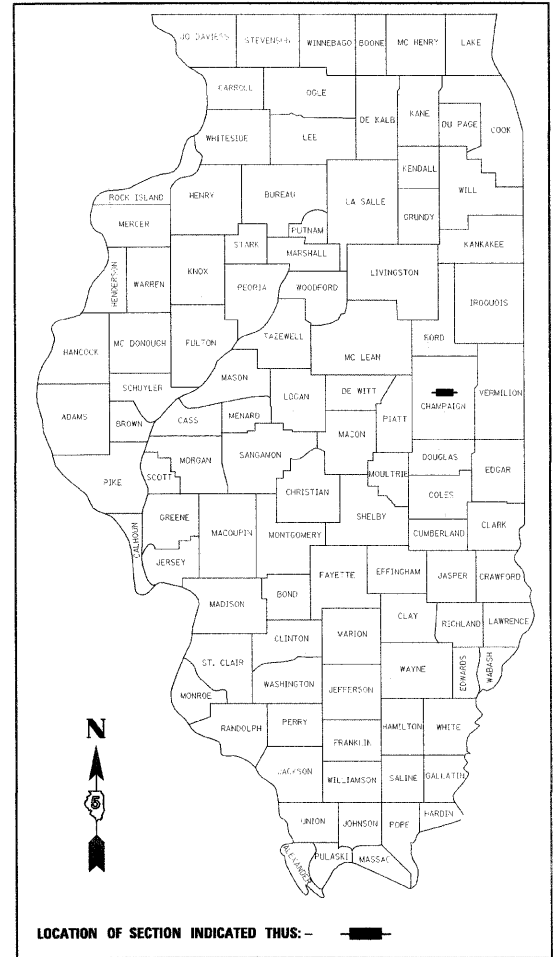 JO DAVIESS STEVENSON WINNEBAGO BOONE MC HENRY LAKE
CARROLL OGLE DE KALB KANE DU PAGE COOK
WHITESIDE LEE KENDALL WILL
ROCK ISLAND HENRY BUREAU LA SALLE GRUNDY
MERCER PUTNAM KANKAKEE
HENDERSON WARREN KNOX STARK MARSHALL LIVINGSTON
PEORIA WOODFORD IROQUOIS
HANCOCK MC DONOUGH FULTON TAZEWELL MC LEAN FORD
SCHUYLER MASON LOGAN DE WITT CHAMPAIGN VERMILION
ADAMS BROWN CASS MENARD MACON PIATT
PIKE SCOTT MORGAN SANGAMON MOULTRIE DOUGLAS EDGAR
CHRISTIAN COLES
CALHOUN GREENE MACOUPIN MONTGOMERY SHELBY CUMBERLAND CLARK
JERSEY FAYETTE EFFINGHAM JASPER CRAWFORD
MADISON BOND CLAY RICHLAND LAWRENCE
CLINTON MARION
ST. CLAIR WASHINGTON WAYNE EDWARDS WABASH
MONROE JEFFERSON
RANDOLPH PERRY HAMILTON WHITE
N FRANKLIN
JACKSON WILLIAMSON SALINE GALLATIN
5
UNION JOHNSON POPE HARDIN
ALEXANDER PULASKI MASSAC
LOCATION OF SECTION INDICATED THUS: –